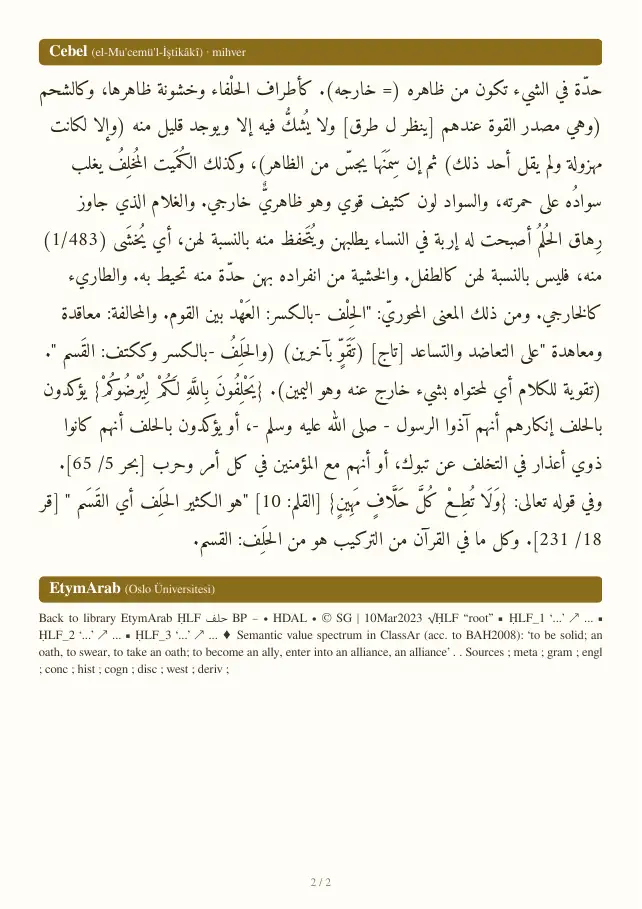 Cebel (el-Mu'cemü'l-İştikâkî) · mihver
حدّة في الشيء تكون من ظاهره (= خارجه). كأطراف الحلْفاء وخشونة ظاهرها، وكالشحم
(وهي مصدر القوة عندهم [ينظر ل طرق] ولا يُشكُّ فيه إلا ويوجد قليل منه (وإلا لكانت
مهزولة ولم يقل أحد ذلك) ثم إن سِمَنَها يجسّ من الظاهر)، وكذلك الكُمَيت المُخلِفُ يغلب
سوادُه على حمرته، والسواد لون كثيف قوي وهو ظاهريٌّ خارجي. والغلام الذي جاوز
رِهاق الحُلُمُ أصبحت له إربة في النساء يطلبهن ويُتَحفظ منه بالنسبة لهن، أي يُخشَى (1/483)
منه، فليس بالنسبة لهن كالطفل. والخشية من انفراده بهن حدّة منه تحيط به. والطاريء
كالخارجي. ومن ذلك المعنى المحوريّ: "الحِلْف -بالكسر: العَهْد بين القوم. والمحالفة: معاقدة
ومعاهدة "على التعاضد والتساعد [تاج] (تَقَوٍّ بآخرين) (والحَلِفُ -بالكسر وككتف: القَسم ".
(تقوية للكلام أي لمحتواه بشيء خارج عنه وهو اليمين). {يَحْلِفُونَ بِاللَّهِ لَكُمْ لِيُرْضُوكُمْ} يؤكدون
بالحلف إنكارهم أنهم آذوا الرسول - صلى الله عليه وسلم -، أو يؤكدون بالحلف أنهم كانوا
ذوي أعذار في التخلف عن تبوك، أو أنهم مع المؤمنين في كل أمر وحرب [بحر 5/ 65].
وفي قوله تعالى: {وَلَا تُطِعْ كُلَّ حَلَّافٍ مَهِينٍ} [القلم: 10] "هو الكثير الحَلِف أي القَسَم " [قر
18/ 231]. وكل ما في القرآن من التركيب هو من الحَلِف: القسم.
EtymArab (Oslo Üniversitesi)
Back to library EtymArab ḤLF حلف BP – • HDAL • © SG | 10Mar2023 √ḤLF “root” ▪ ḤLF_1 ‘...’ ↗ ... ▪
ḤLF_2 ‘...’ ↗ ... ▪ ḤLF_3 ‘...’ ↗ ... ♦ Semantic value spectrum in ClassAr (acc. to BAH2008): ‘to be solid; an
oath, to swear, to take an oath; to become an ally, enter into an alliance, an alliance’ . . Sources ; meta ; gram ; engl
; conc ; hist ; cogn ; disc ; west ; deriv ;
2 / 2